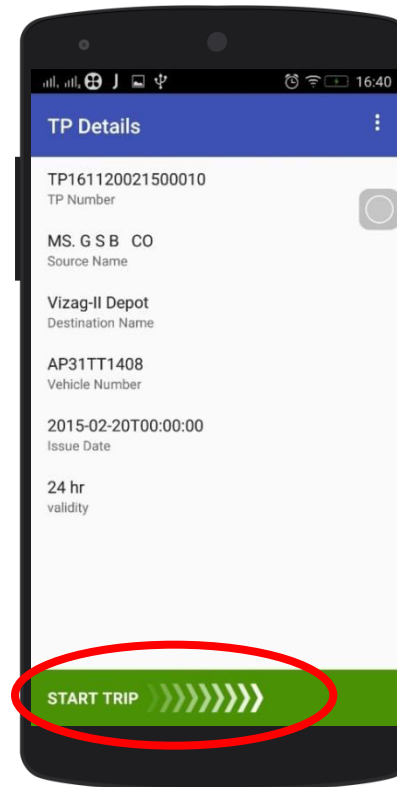 16:40
TP Details
TP161120021500010
TP Number
MS. G S B   CO
Source Name
Vizag-II Depot
Destination Name
AP31TT1408
Vehicle Number
2015-02-20T00:00:00
Issue Date
24 hr
validity
START TRIP